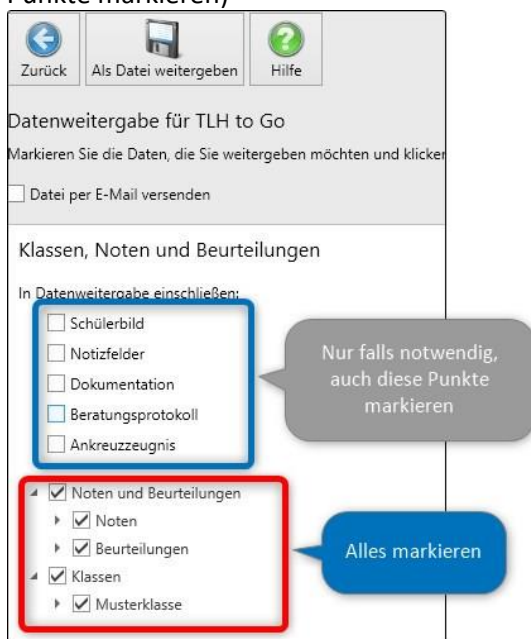 Punkte markieren)
Zurück
Als Datei weitergeben
Hilfe
Datenweitergabe für TLH to Go
Markieren Sie die Daten, die Sie weitergeben möchten und klicken
Datei per E-Mail versenden
Klassen, Noten und Beurteilungen
In Datenweitergabe einschließen:
Schülerbild
Notizfelder
Dokumentation
Beratungsprotokoll
Ankreuzzeugnis
Nur falls notwendig,
auch diese Punkte
markieren
Noten und Beurteilungen
Noten
Beurteilungen
Klassen
Musterklasse
Alles markieren